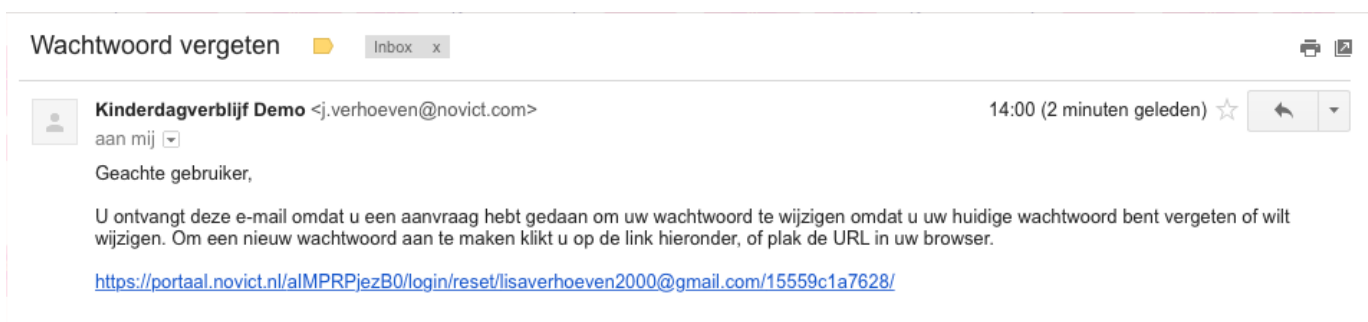 Wachtwoord vergeten Inbox x
Kinderdagverblijf Demo <j.verhoeven@novict.com> 14:00 (2 minuten geleden)
aan mij
Geachte gebruiker,
U ontvangt deze e-mail omdat u een aanvraag hebt gedaan om uw wachtwoord te wijzigen omdat u uw huidige wachtwoord bent vergeten of wilt
wijzigen. Om een nieuw wachtwoord aan te maken klikt u op de link hieronder, of plak de URL in uw browser.
https://portaal.novict.nl/alMPRPjezB0/login/reset/lisaverhoeven2000@gmail.com/15559c1a7628/